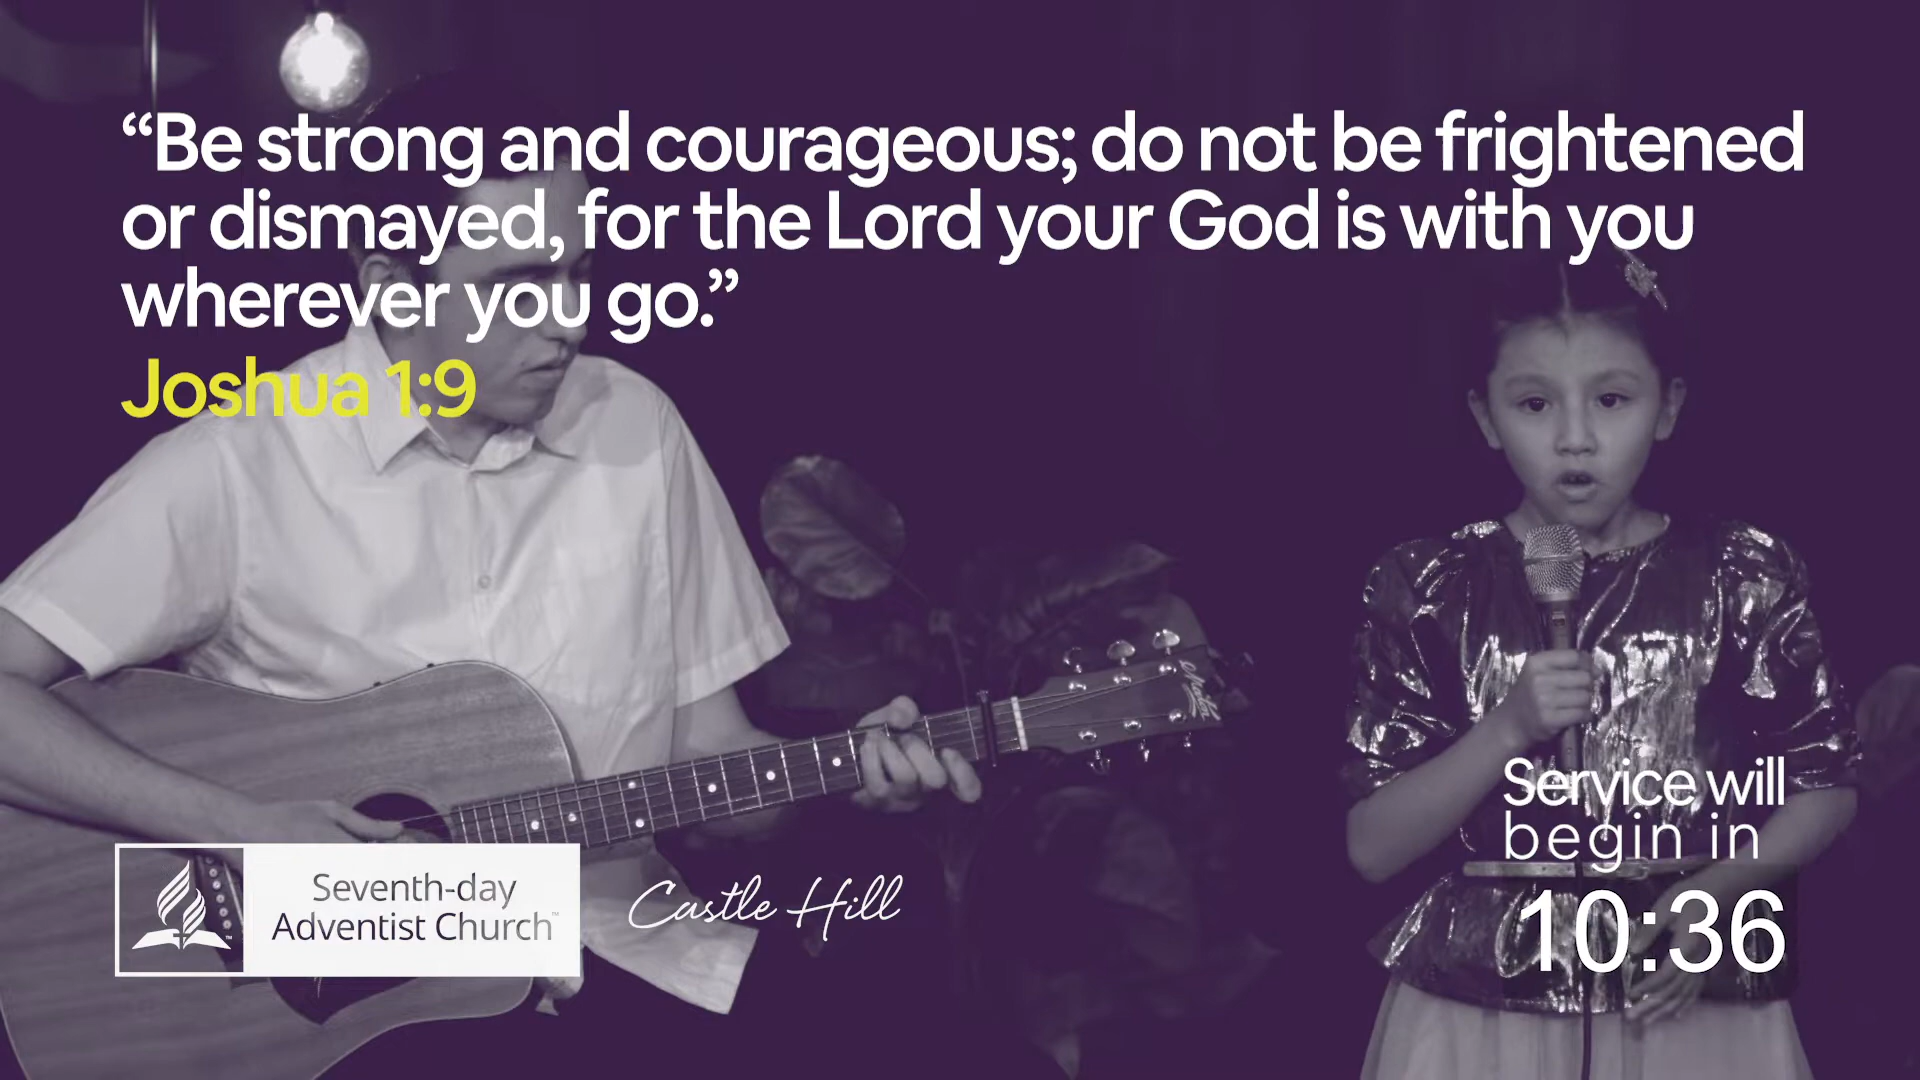 “Be strong and courageous; do not be frightened
or dismayed, for the Lord your God is with you
wherever you go.”
Joshua 1:9
Service will
begin in
10:36
Seventh-day
Adventist Church™
Castle Hill